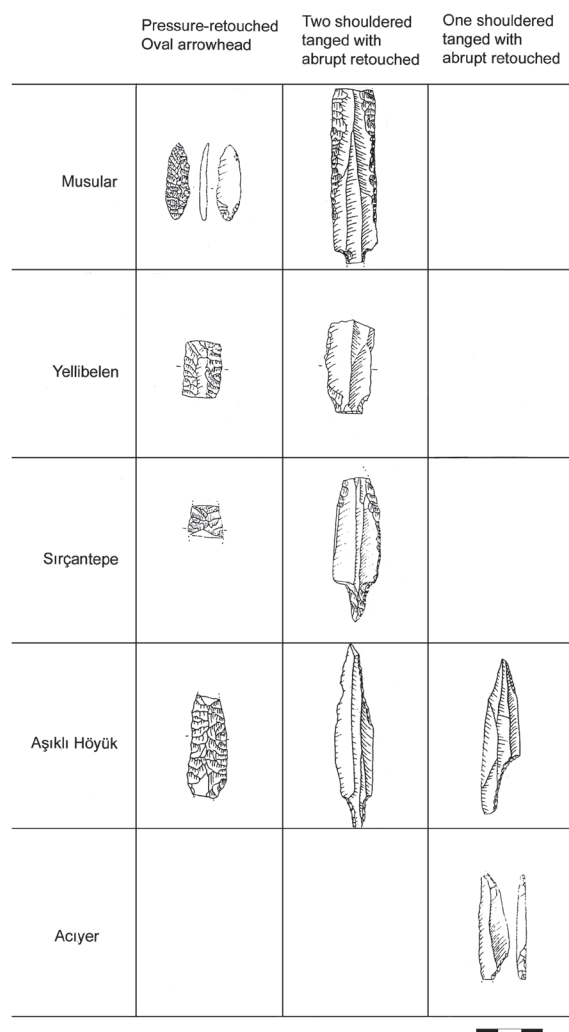 Pressure-retouched
Oval arrowhead
Two shouldered
tanged with
abrupt retouched
One shouldered
tanged with
abrupt retouched
Musular
Yellibelen
Sırçantepe
Aşıklı Höyük
Acıyer